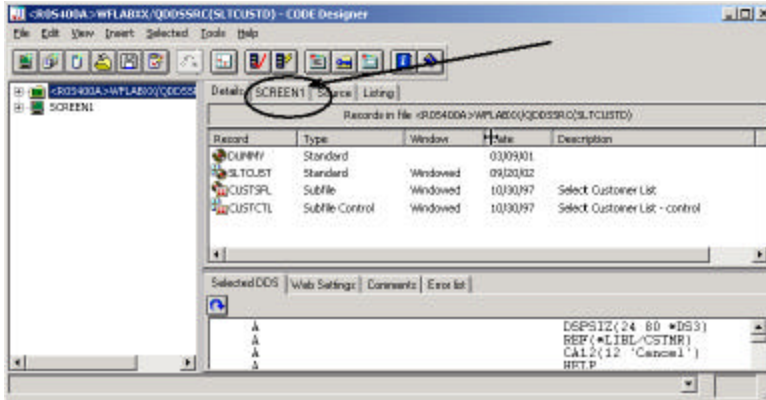 <R05400A>WFLABXX/QDDSSRC(SLTCUSTD) - CODE Designer
File Edit View Insert Selected Tools Help
<R05400A>WFLABXX/QDDSS
SCREEN1
Details SCREEN1 Source Listing
Records in file <R05400A>WFLABXX/QDDSSRC(SLTCUSTD)
Record Type Window Date Description
DUMMY Standard 03/09/01
SLTCUST Standard Windowed 09/20/02
CUSTSFL Subfile Windowed 10/30/97 Select Customer List
CUSTCTL Subfile Control Windowed 10/30/97 Select Customer List - control
Selected DDS Web Settings Comments Error list
A DSPSIZ(24 80 *DS3)
A REF(*LIBL/CSTMR)
A CA12(12 'Cancel')
A HELP